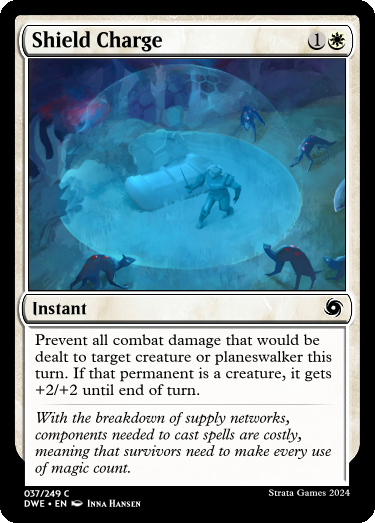 Shield Charge 1
Instant
Prevent all combat damage that would be
dealt to target creature or planeswalker this
turn. If that permanent is a creature, it gets
+2/+2 until end of turn.
With the breakdown of supply networks,
components needed to cast spells are costly,
meaning that survivors need to make every use
of magic count.
037/249 C
DWE • EN Inna Hansen
Strata Games 2024